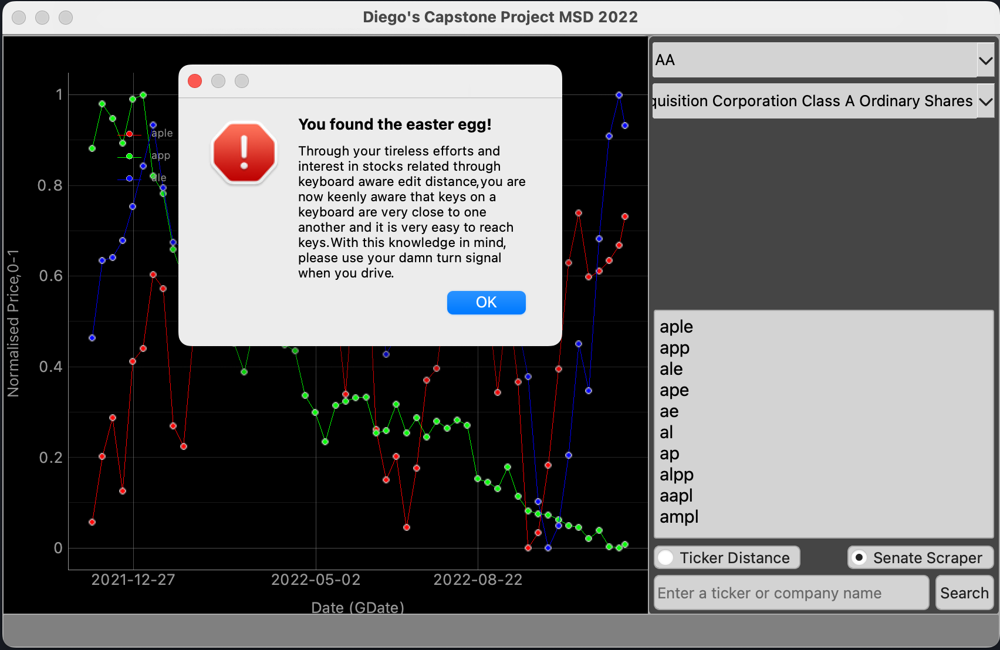 Diego's Capstone Project MSD 2022
AA
quisition Corporation Class A Ordinary Shares
You found the easter egg!
Through your tireless efforts and
interest in stocks related through
keyboard aware edit distance,you are
now keenly aware that keys on a
keyboard are very close to one
another and it is very easy to reach
keys.With this knowledge in mind,
please use your damn turn signal
when you drive.
OK
aple
app
ale
Normalised Price,0-1
1
0.8
0.6
0.4
0.2
0
2021-12-27
2022-05-02
2022-08-22
Date (GDate)
aple
app
ale
ape
ae
al
ap
alpp
aapl
ampl
Ticker Distance
Senate Scraper
Enter a ticker or company name
Search